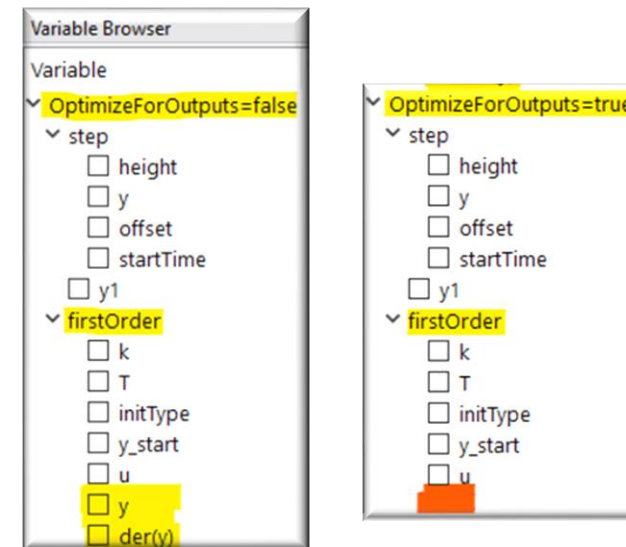 Variable Browser
Variable
OptimizeForOutputs=false
step
height
y
offset
startTime
y1
firstOrder
k
T
initType
y_start
u
y
der(y)
OptimizeForOutputs=true
step
height
y
offset
startTime
y1
firstOrder
k
T
initType
y_start
u